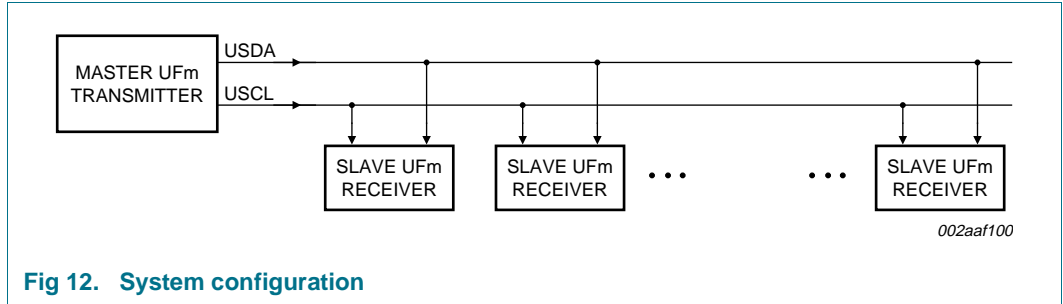 USDA
MASTER UFm
TRANSMITTER
USCL
SLAVE UFm
RECEIVER
SLAVE UFm
RECEIVER
SLAVE UFm
RECEIVER
002aaf100
Fig 12. System configuration